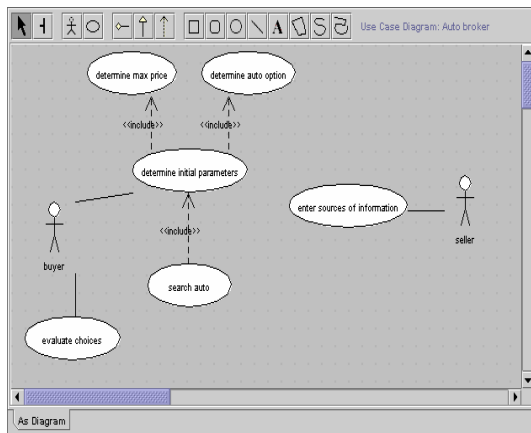 A
Use Case Diagram: Auto broker
determine max price
determine auto option
<<include>>
<<include>>
determine initial parameters
enter sources of information
seller
<<include>>
buyer
search auto
evaluate choices
As Diagram